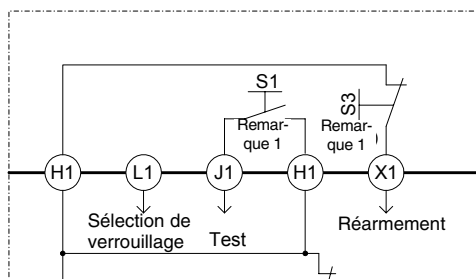 S1
S3
Remar-
que 1
Remar-
que 1
H1
L1
J1
H1
X1
Sélection de
verrouillage
Test
Réarmement